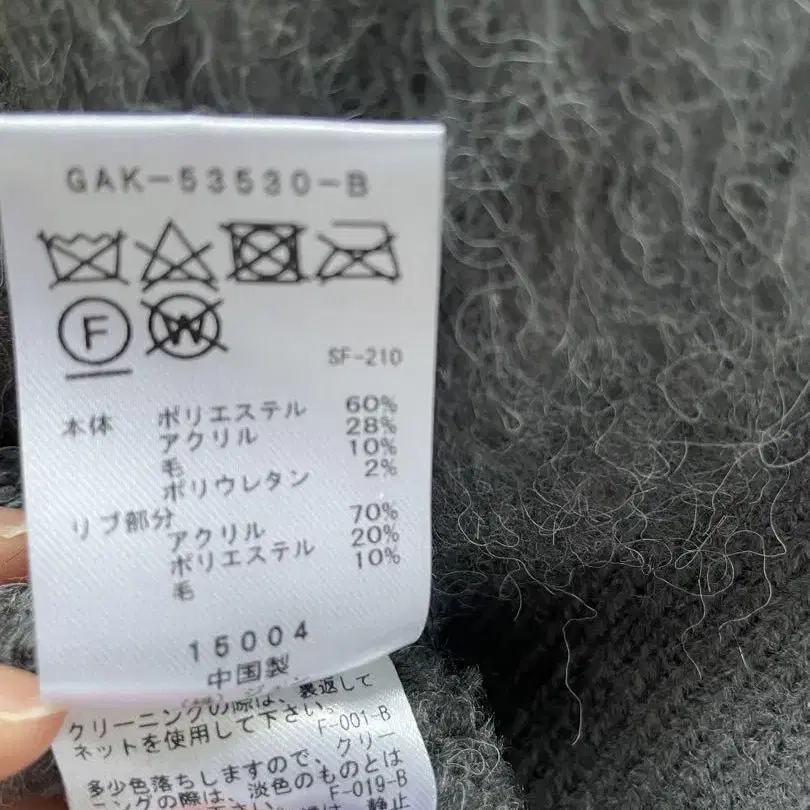 GAK-53530-B
F W
SF-210
本体 ポリエステル 60%
アクリル 28%
毛 10%
ポリウレタン 2%
リブ部分
アクリル 70%
ポリエステル 20%
毛 10%
15004
中国製
クリーニングの際は、裏返して
ネットを使用して下さい。 F-001-B
多少色落ちしますので、クリー
ニングの際は、淡色のものとは
F-019-B
静止